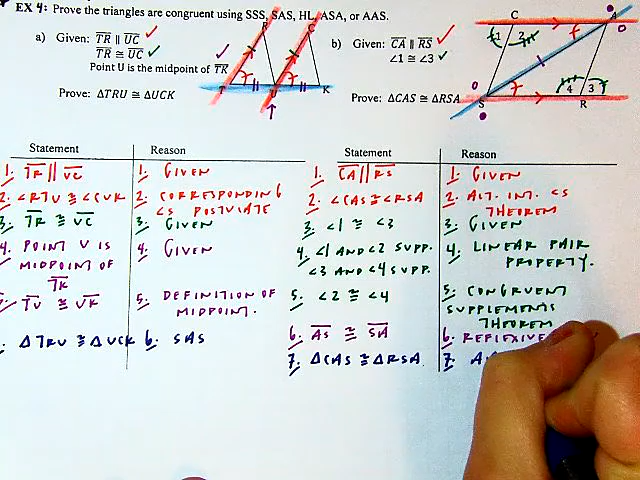 EX 4: Prove the triangles are congruent using SSS, SAS, HL, ASA, or AAS.
a) Given: TR ∥ UC
TR ≅ UC
Point U is the midpoint of TK
Prove: ΔTRU ≅ ΔUCK
R
T
U
K
b) Given: CA ∥ RS
∠1 ≅ ∠3
Prove: ΔCAS ≅ ΔRSA
C
A
1
2
S
4
3
R
Statement
Reason
1. TR ∥ UC
1. GIVEN
2. ∠RTU ≅ ∠CUK
2. CORRESPONDING
∠S POSTULATE
3. TR ≅ UC
3. GIVEN
4. POINT U IS
MIDPOINT OF
TK
4. GIVEN
5. TU ≅ UK
5. DEFINITION OF
MIDPOINT.
ΔTRU ≅ ΔUCK
6. SAS
Statement
Reason
1. CA ∥ RS
1. GIVEN
2. ∠CAS ≅ ∠RSA
2. ALT. INT. ∠S
THEOREM
3. ∠1 ≅ ∠3
3. GIVEN
4. ∠1 AND ∠2 SUPP.
∠3 AND ∠4 SUPP.
4. LINEAR PAIR
PROPERTY.
5. ∠2 ≅ ∠4
5. CONGRUENT
SUPPLEMENTS
THEOREM
6. AS ≅ SA
6. REFLEXIVE
7. ΔCAS ≅ ΔRSA
7.